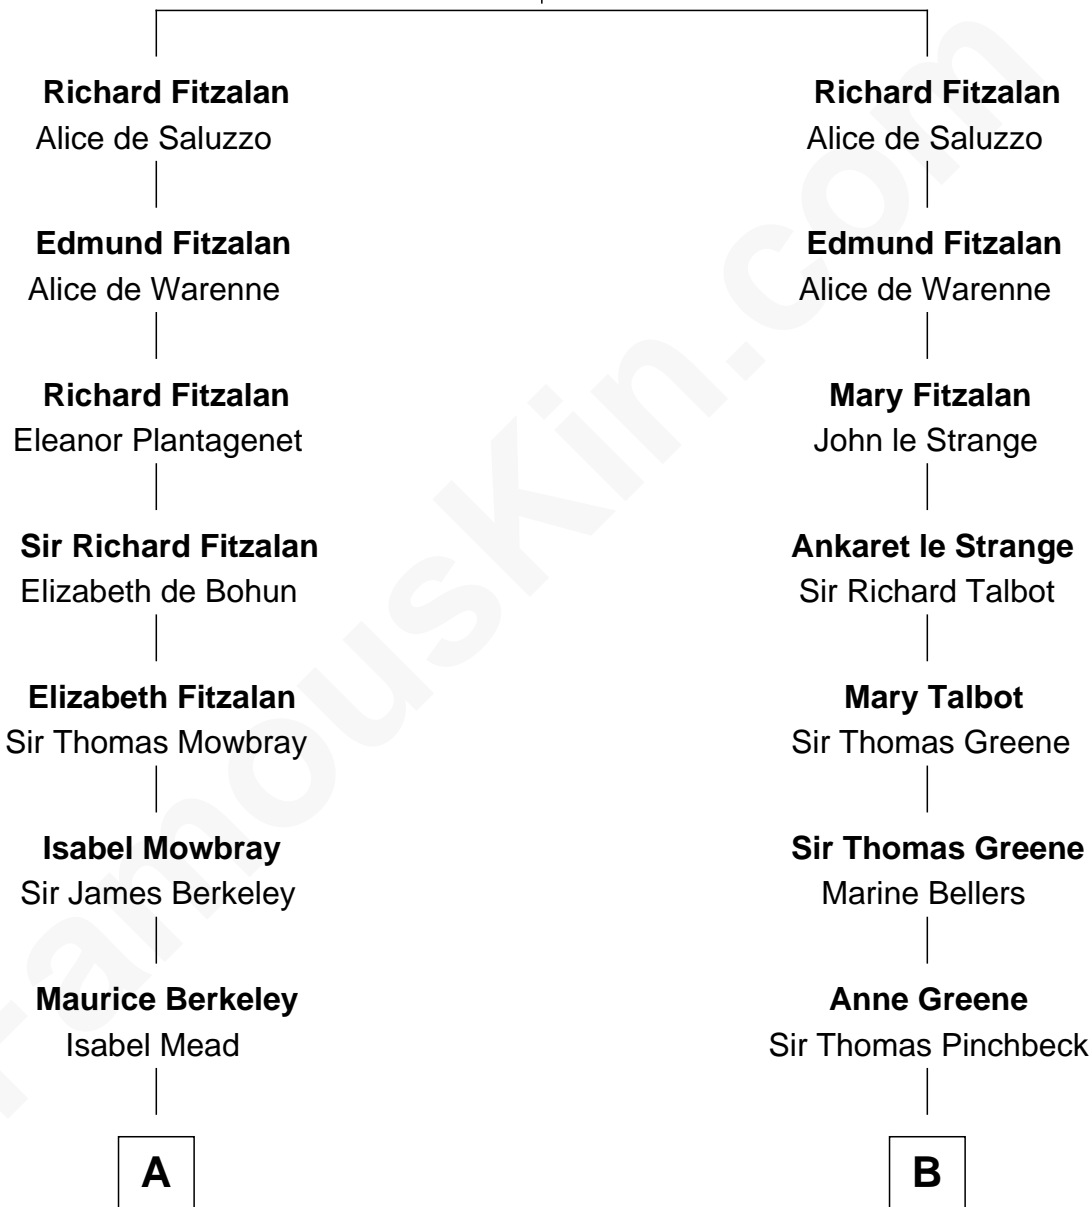 Richard Fitzalan
Alice de Saluzzo
Edmund Fitzalan
Alice de Warenne
Richard Fitzalan
Eleanor Plantagenet
Sir Richard Fitzalan
Elizabeth de Bohun
Elizabeth Fitzalan
Sir Thomas Mowbray
Isabel Mowbray
Sir James Berkeley
Maurice Berkeley
Isabel Mead
A
Richard Fitzalan
Alice de Saluzzo
Edmund Fitzalan
Alice de Warenne
Mary Fitzalan
John le Strange
Ankaret le Strange
Sir Richard Talbot
Mary Talbot
Sir Thomas Greene
Sir Thomas Greene
Marine Bellers
Anne Greene
Sir Thomas Pinchbeck
B
FamousKin.com